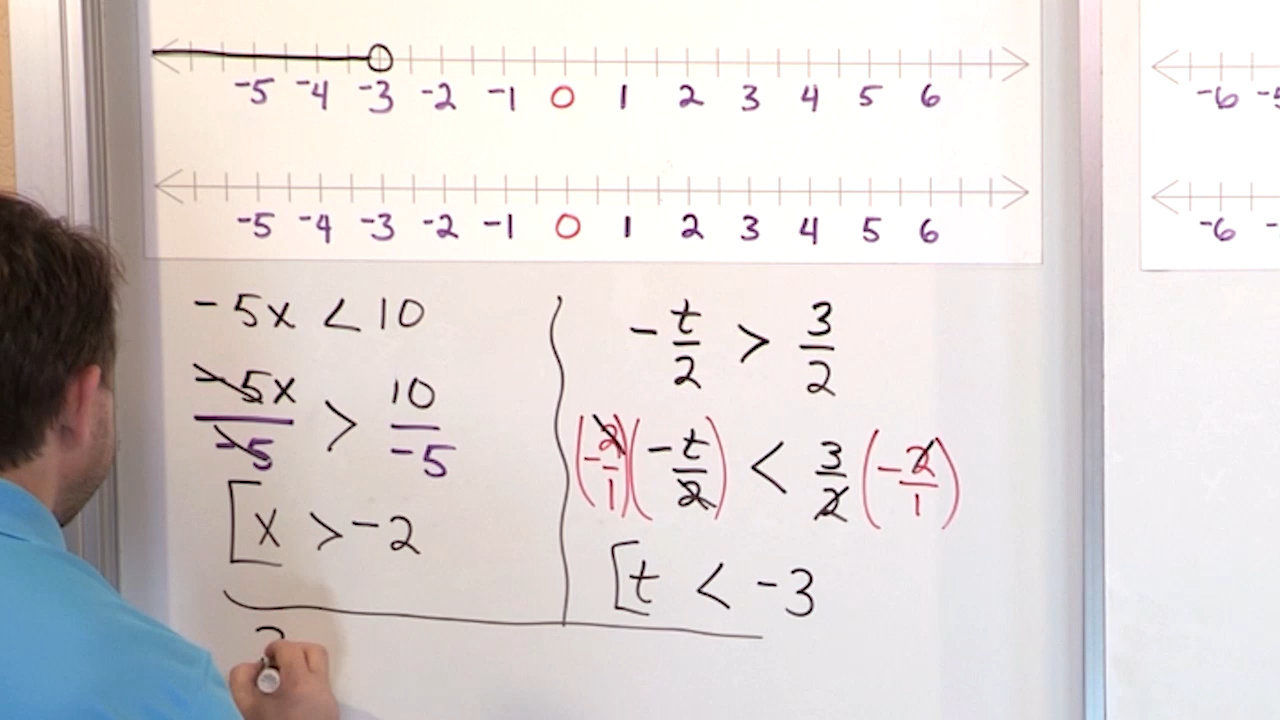 -5 -4 -3 -2 -1 0 1 2 3 4 5 6
-6
-5 -4 -3 -2 -1 0 1 2 3 4 5 6
-6
-5x < 10
-5x/-5 > 10/-5
x > -2
-t/2 > 3/2
(-2/1)(-t/2) < 3/2(-2/1)
t < -3